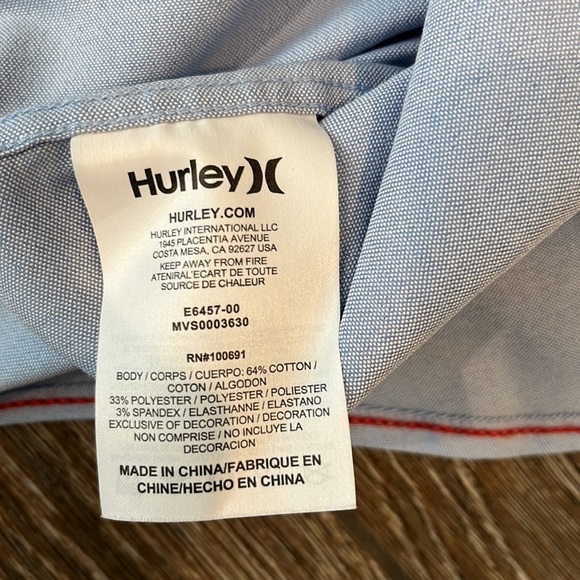 Hurley
HURLEY.COM
HURLEY INTERNATIONAL LLC
1945 PLACENTIA AVENUE
COSTA MESA, CA 92627 USA
KEEP AWAY FROM FIRE
ATENIRAL'ECART DE TOUTE
SOURCE DE CHALEUR
E6457-00
MVS0003630
RN#100691
BODY / CORPS / CUERPO: 64% COTTON /
COTON / ALGODON
33% POLYESTER / POLYESTER / POLIESTER
3% SPANDEX / ELASTHANNE / ELASTANO
EXCLUSIVE OF DECORATION / DECORATION
NON COMPRISE / NO INCLUYE LA
DECORACION
MADE IN CHINA/FABRIQUE EN
CHINE/HECHO EN CHINA